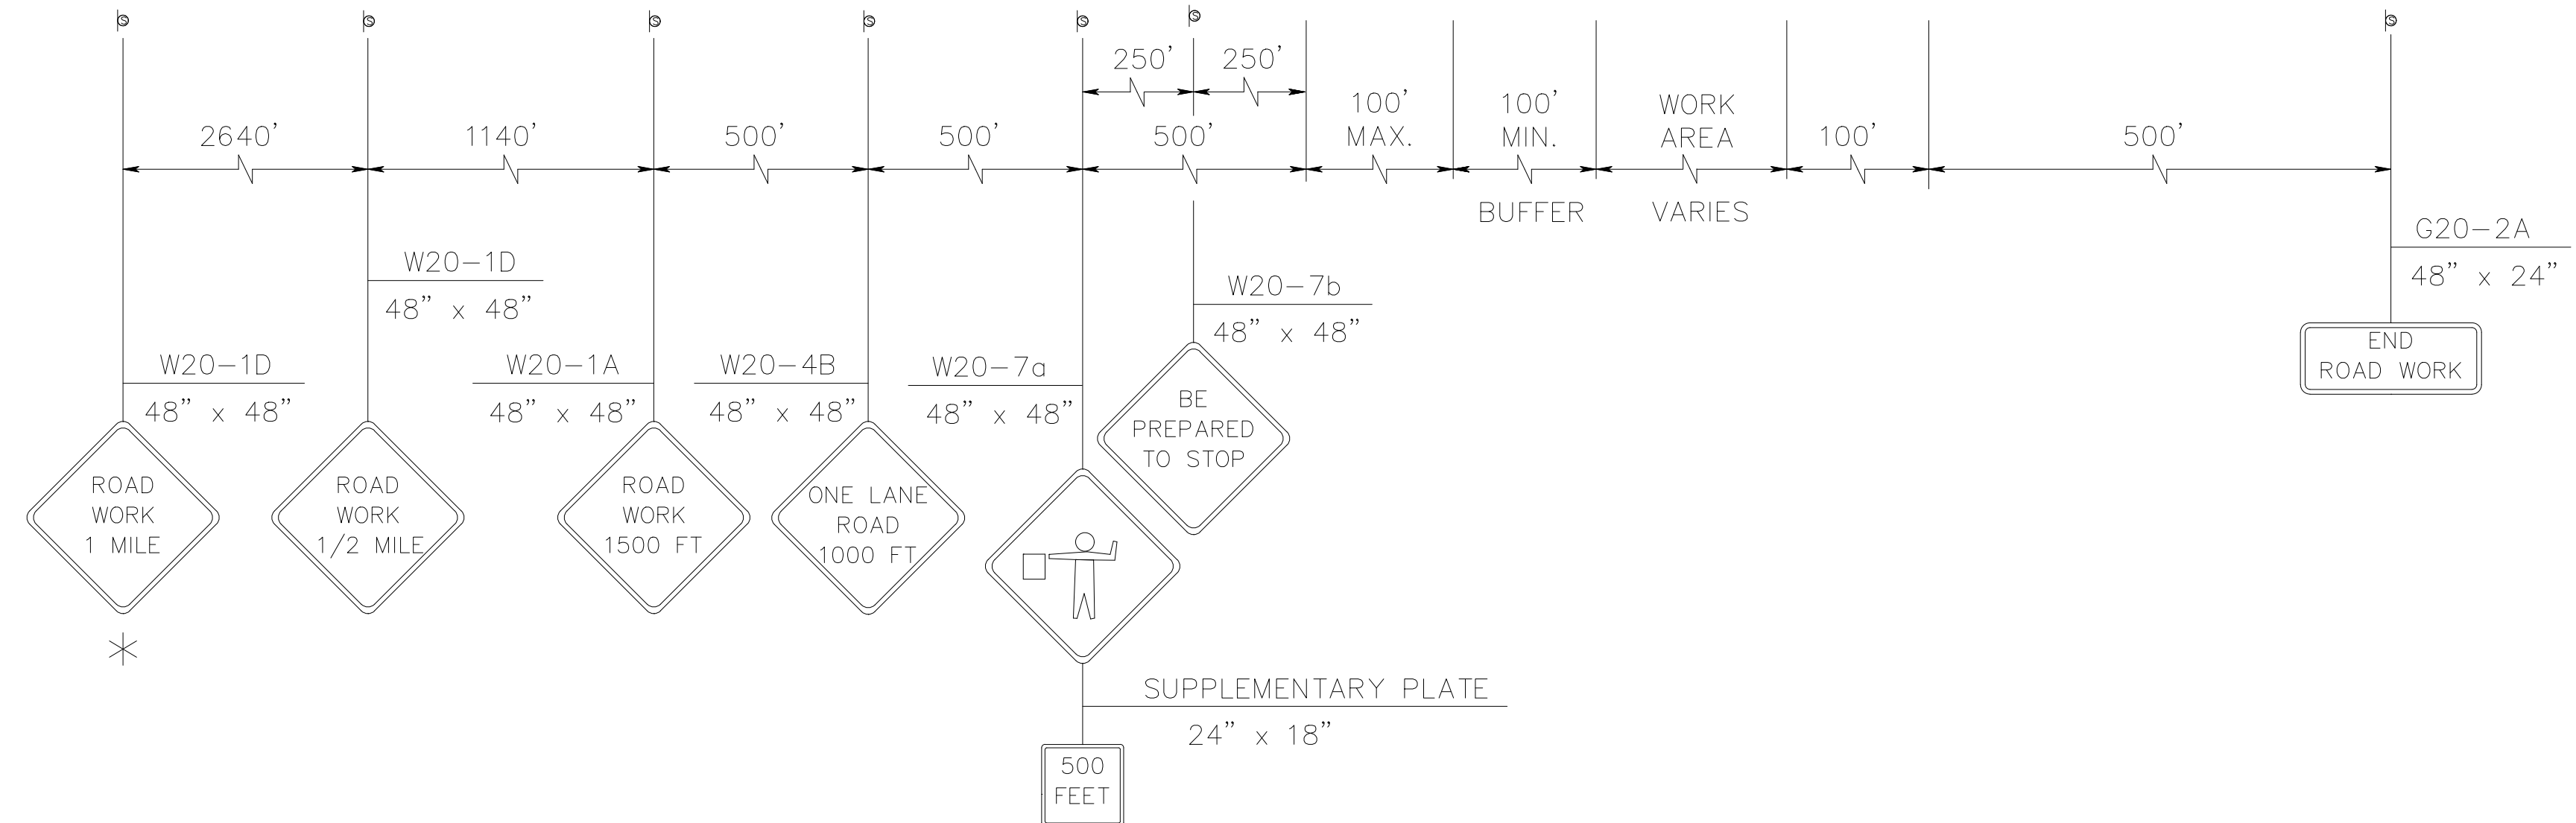 Ⓢ Ⓢ Ⓢ Ⓢ Ⓢ Ⓢ Ⓢ
250' 250'
2640' 1140' 500' 500' 500'
100'
MAX.
100'
MIN.
BUFFER
WORK
AREA
VARIES
100'
500'
W20-1D
48" x 48"
ROAD
WORK
1 MILE
*
W20-1D
48" x 48"
ROAD
WORK
1/2 MILE
W20-1A
48" x 48"
ROAD
WORK
1500 FT
W20-4B
48" x 48"
ONE LANE
ROAD
1000 FT
W20-7a
48" x 48"
SUPPLEMENTARY PLATE
24" x 18"
500
FEET
W20-7b
48" x 48"
BE
PREPARED
TO STOP
G20-2A
48" x 24"
END
ROAD WORK